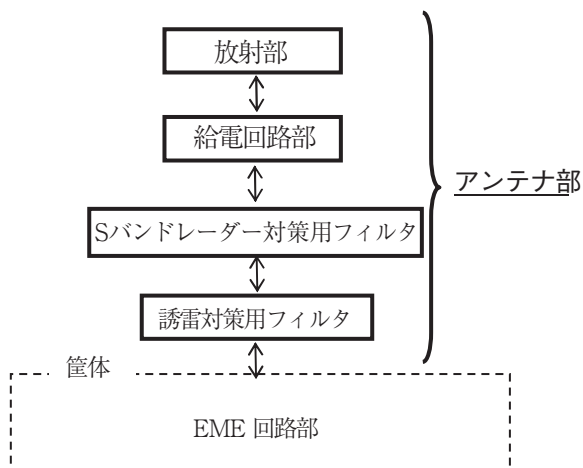 放射部
給電回路部
アンテナ部
Sバンドレーダー対策用フィルタ
誘雷対策用フィルタ
筐体
EME 回路部